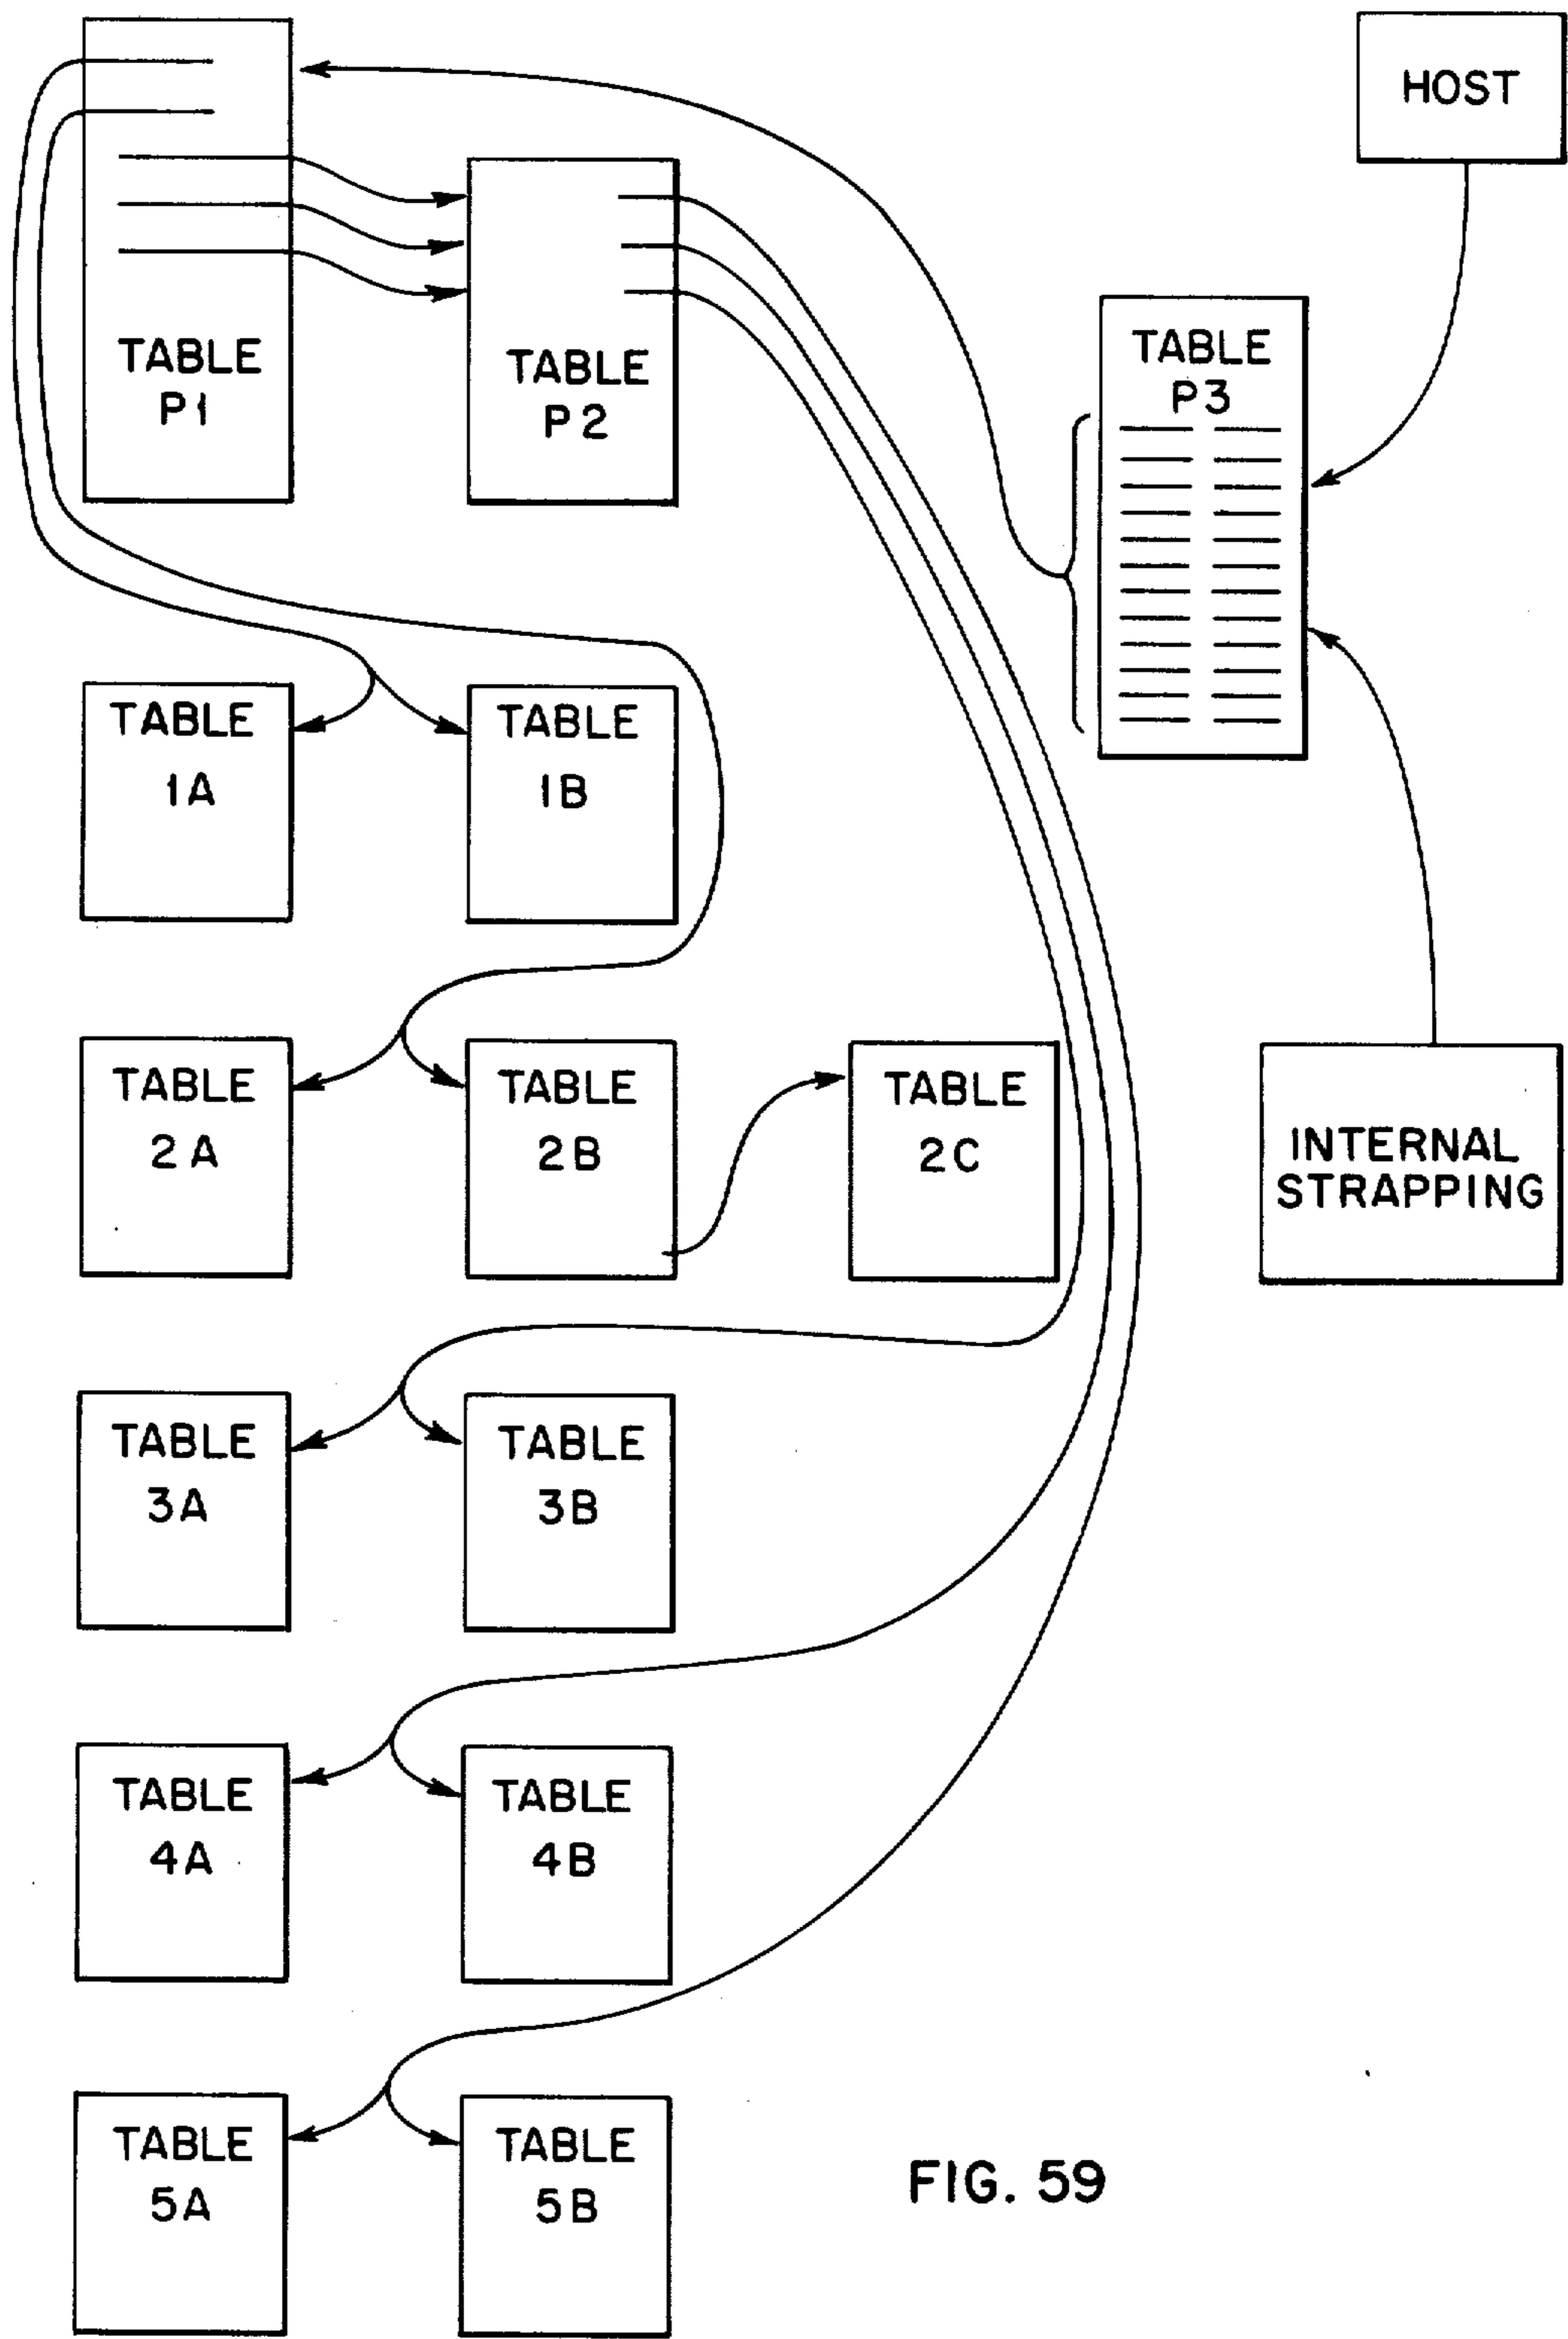 HOST
TABLE
P1
TABLE
P2
TABLE
P3
TABLE
1A
TABLE
1B
TABLE
2A
TABLE
2B
TABLE
2C
INTERNAL
STRAPPING
TABLE
3A
TABLE
3B
TABLE
4A
TABLE
4B
TABLE
5A
TABLE
5B
FIG. 59